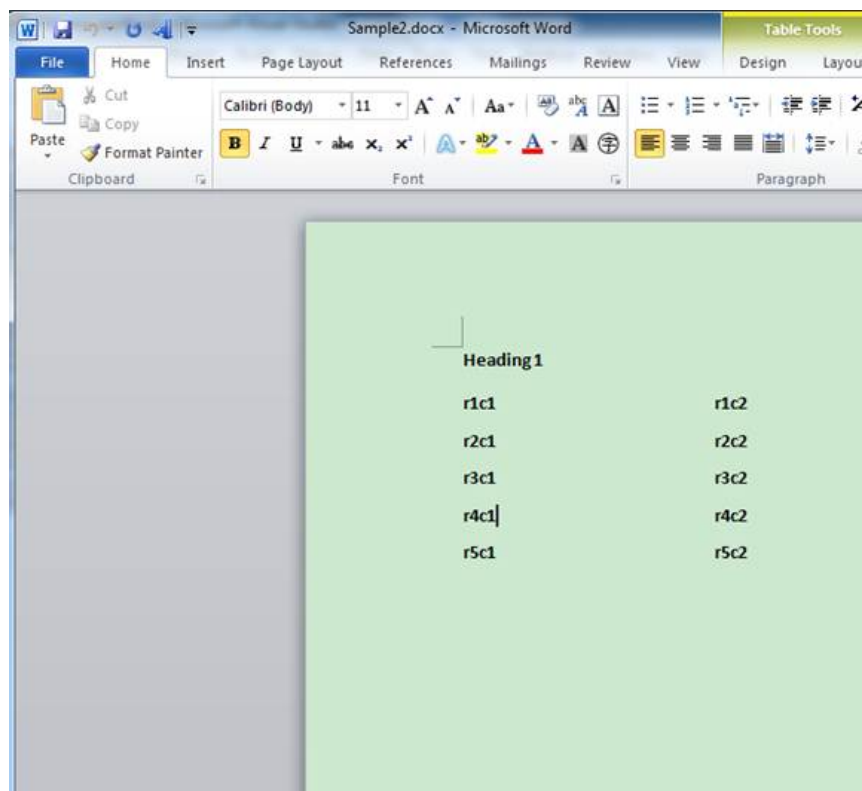 Sample2.docx - Microsoft Word
Table Tools
File Home Insert Page Layout References Mailings Review View Design Layou
Cut
Copy
Paste
Format Painter
Calibri (Body) 11
Clipboard Font Paragraph
Heading1
r1c1 r1c2
r2c1 r2c2
r3c1 r3c2
r4c1 r4c2
r5c1 r5c2